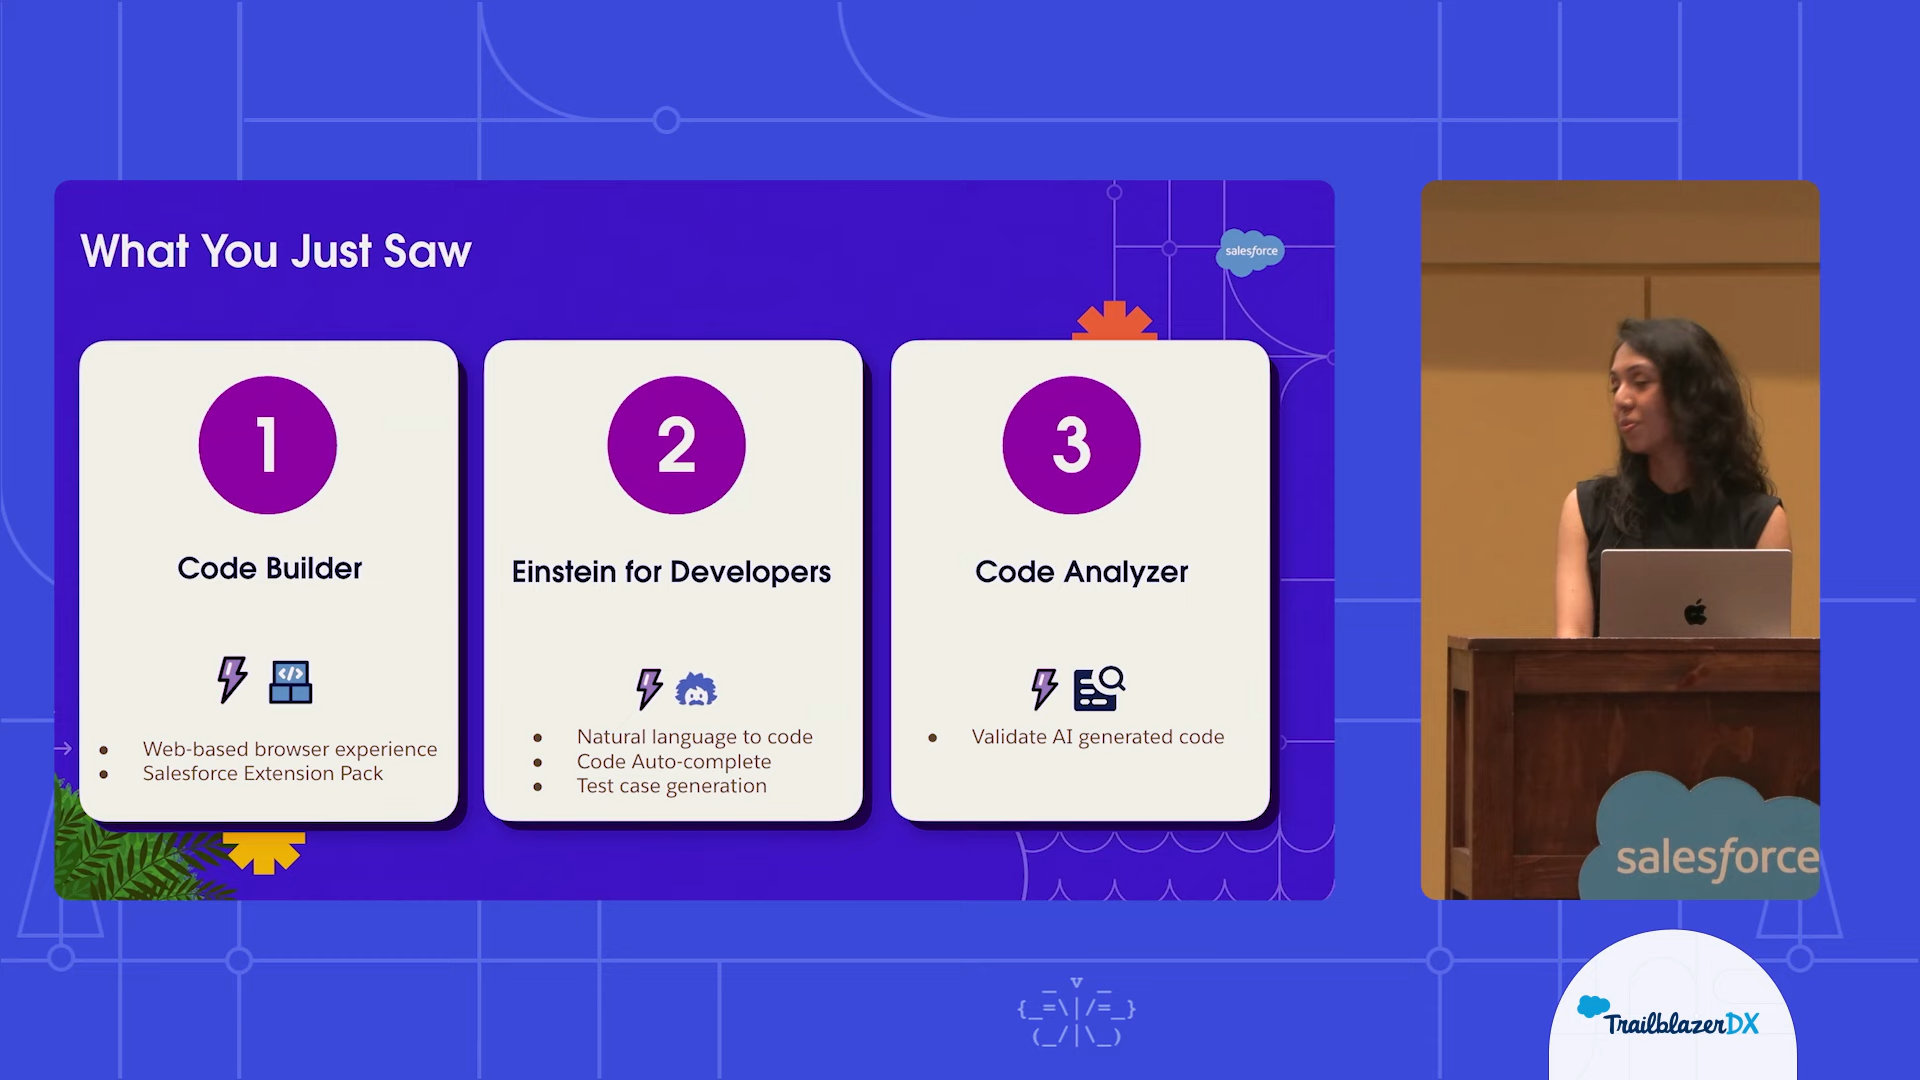 What You Just Saw
salesforce
1
Code Builder
Web-based browser experience
Salesforce Extension Pack
2
Einstein for Developers
Natural language to code
Code Auto-complete
Test case generation
3
Code Analyzer
Validate AI generated code
salesforce
TrailblazerDX